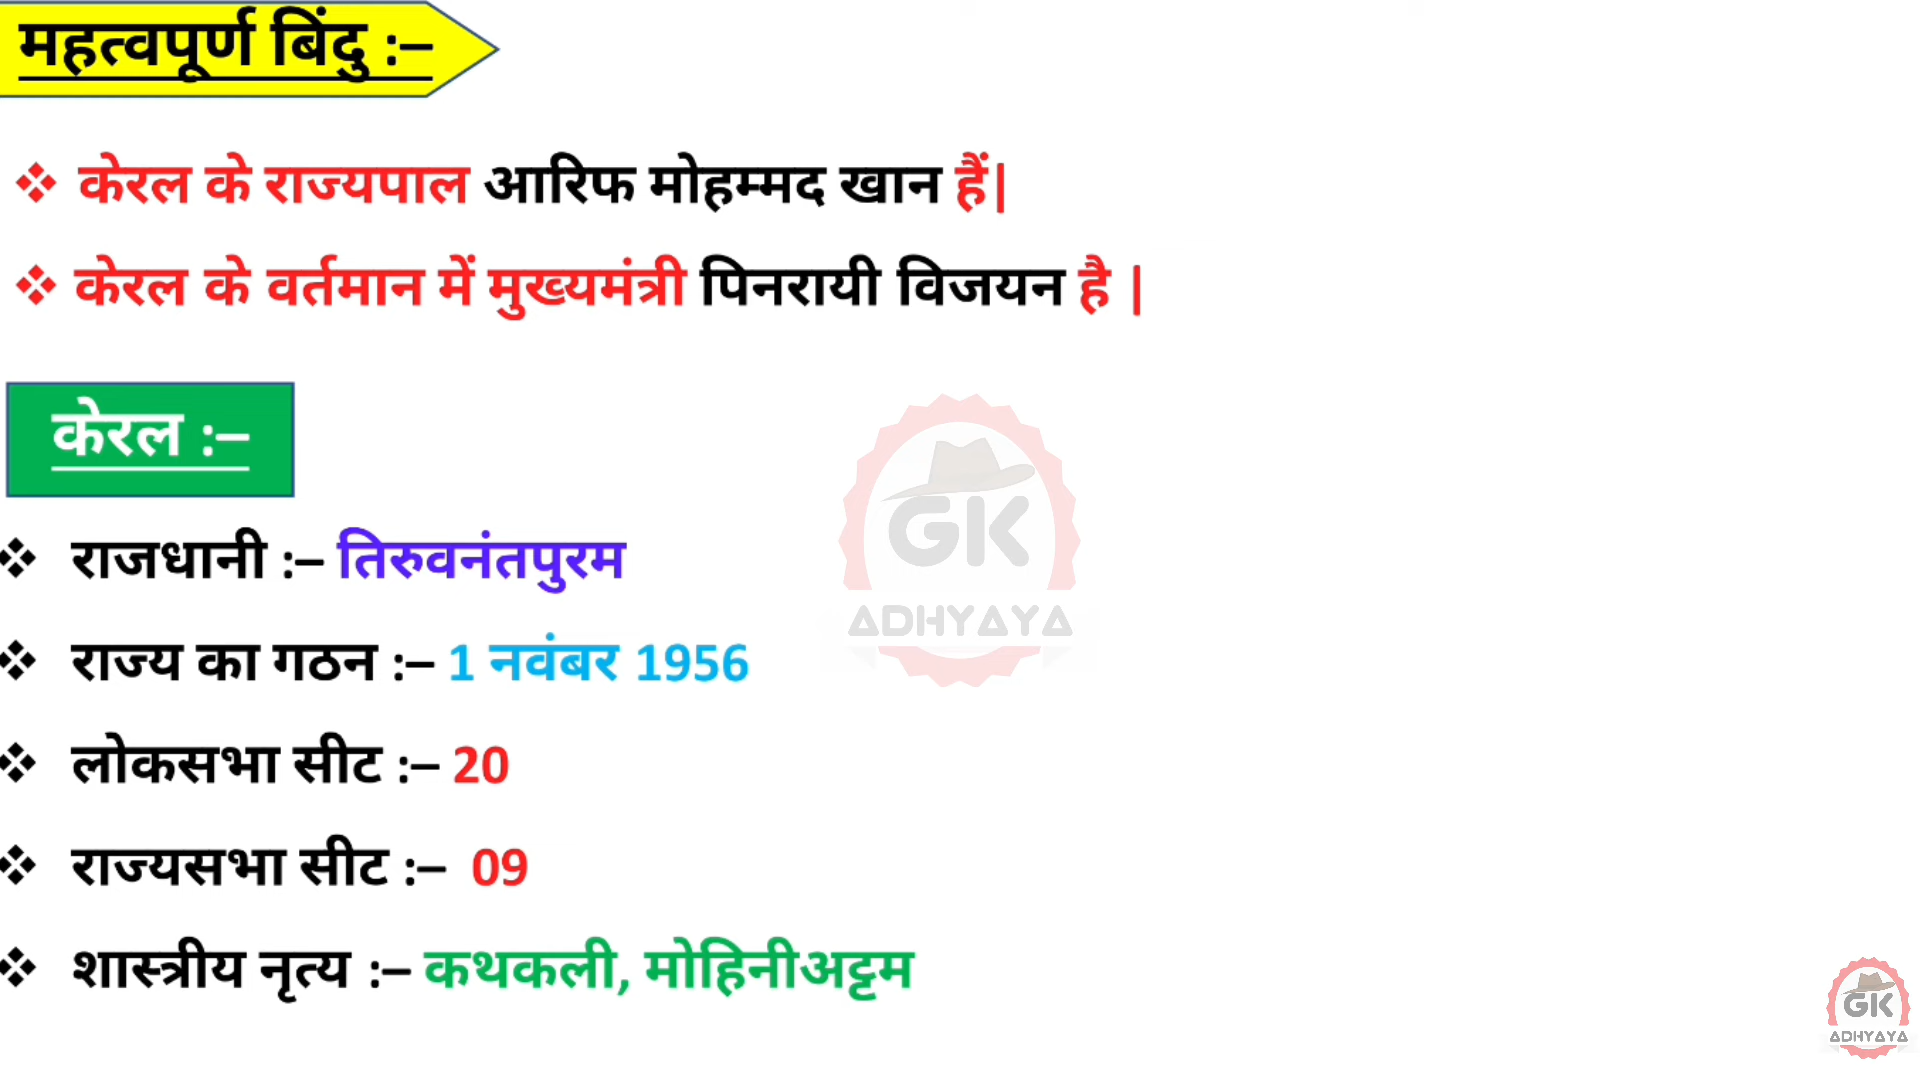 महत्वपूर्ण बिंदु :–
❖ केरल के राज्यपाल आरिफ मोहम्मद खान हैं|
❖ केरल के वर्तमान में मुख्यमंत्री पिनरायी विजयन है |
केरल :–
❖ राजधानी :– तिरुवनंतपुरम
❖ राज्य का गठन :– 1 नवंबर 1956
❖ लोकसभा सीट :– 20
❖ राज्यसभा सीट :– 09
❖ शास्त्रीय नृत्य :– कथकली, मोहिनीअट्टम
GK
ADHYAYA
GK
ADHYAYA